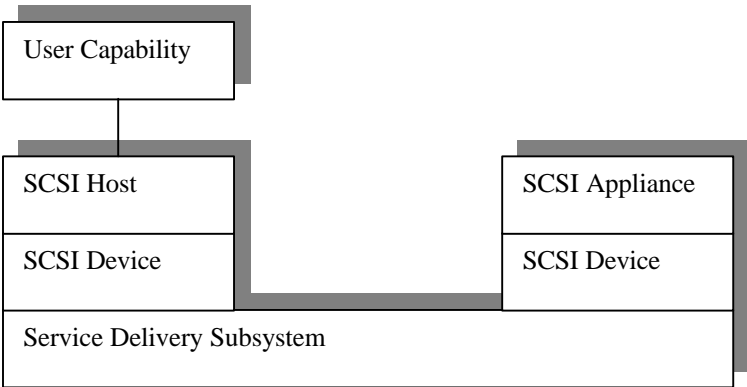 User Capability
SCSI Host
SCSI Appliance
SCSI Device
SCSI Device
Service Delivery Subsystem